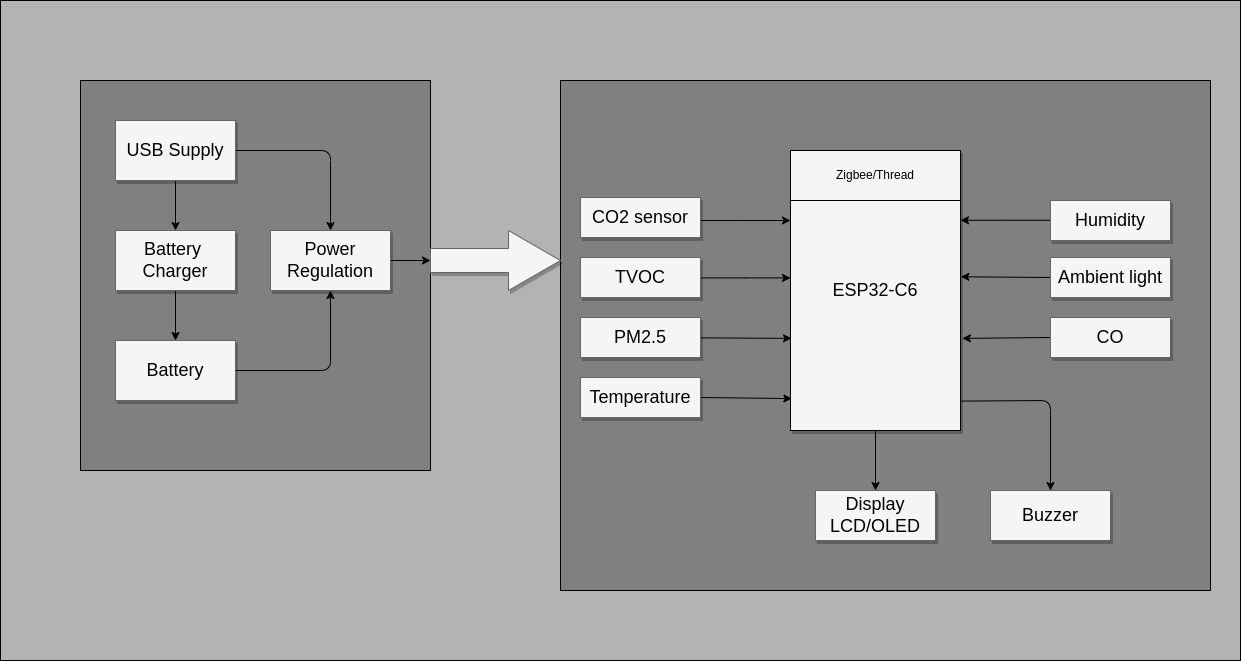 USB Supply
Battery
Charger
Power
Regulation
Battery
Zigbee/Thread
ESP32-C6
CO2 sensor
TVOC
PM2.5
Temperature
Humidity
Ambient light
CO
Display
LCD/OLED
Buzzer